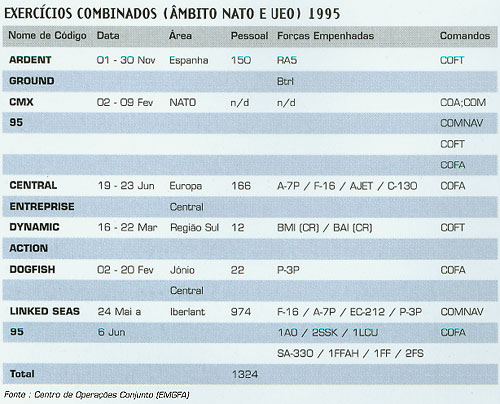 EXERCÍCIOS COMBINADOS (ÂMBITO NATO E UEO) 1995
Nome de Código Data Área Pessoal Forças Empenhadas Comandos
ARDENT 01 - 30 Nov Espanha 150 RA5 COFT
GROUND Btrl
CMX 02 - 09 Fev NATO n/d n/d COA;COM
95 COMNAV
COFT
COFA
CENTRAL 19 - 23 Jun Europa 166 A-7P / F-16 / AJET / C-130 COFA
ENTREPRISE Central
DYNAMIC 16 - 22 Mar Região Sul 12 BMI (CR) / BAI (CR) COFT
ACTION
DOGFISH 02 - 20 Fev Jónio 22 P-3P COFA
Central
LINKED SEAS 24 Mai a Iberlant 974 F-16 / A-7P / EC-212 / P-3P COMNAV
95 6 Jun 1AO / 2SSK / 1LCU COFA
SA-330 / 1FFAH / 1FF / 2FS
Total 1324
Fonte : Centro de Operações Conjunto (EMGFA)